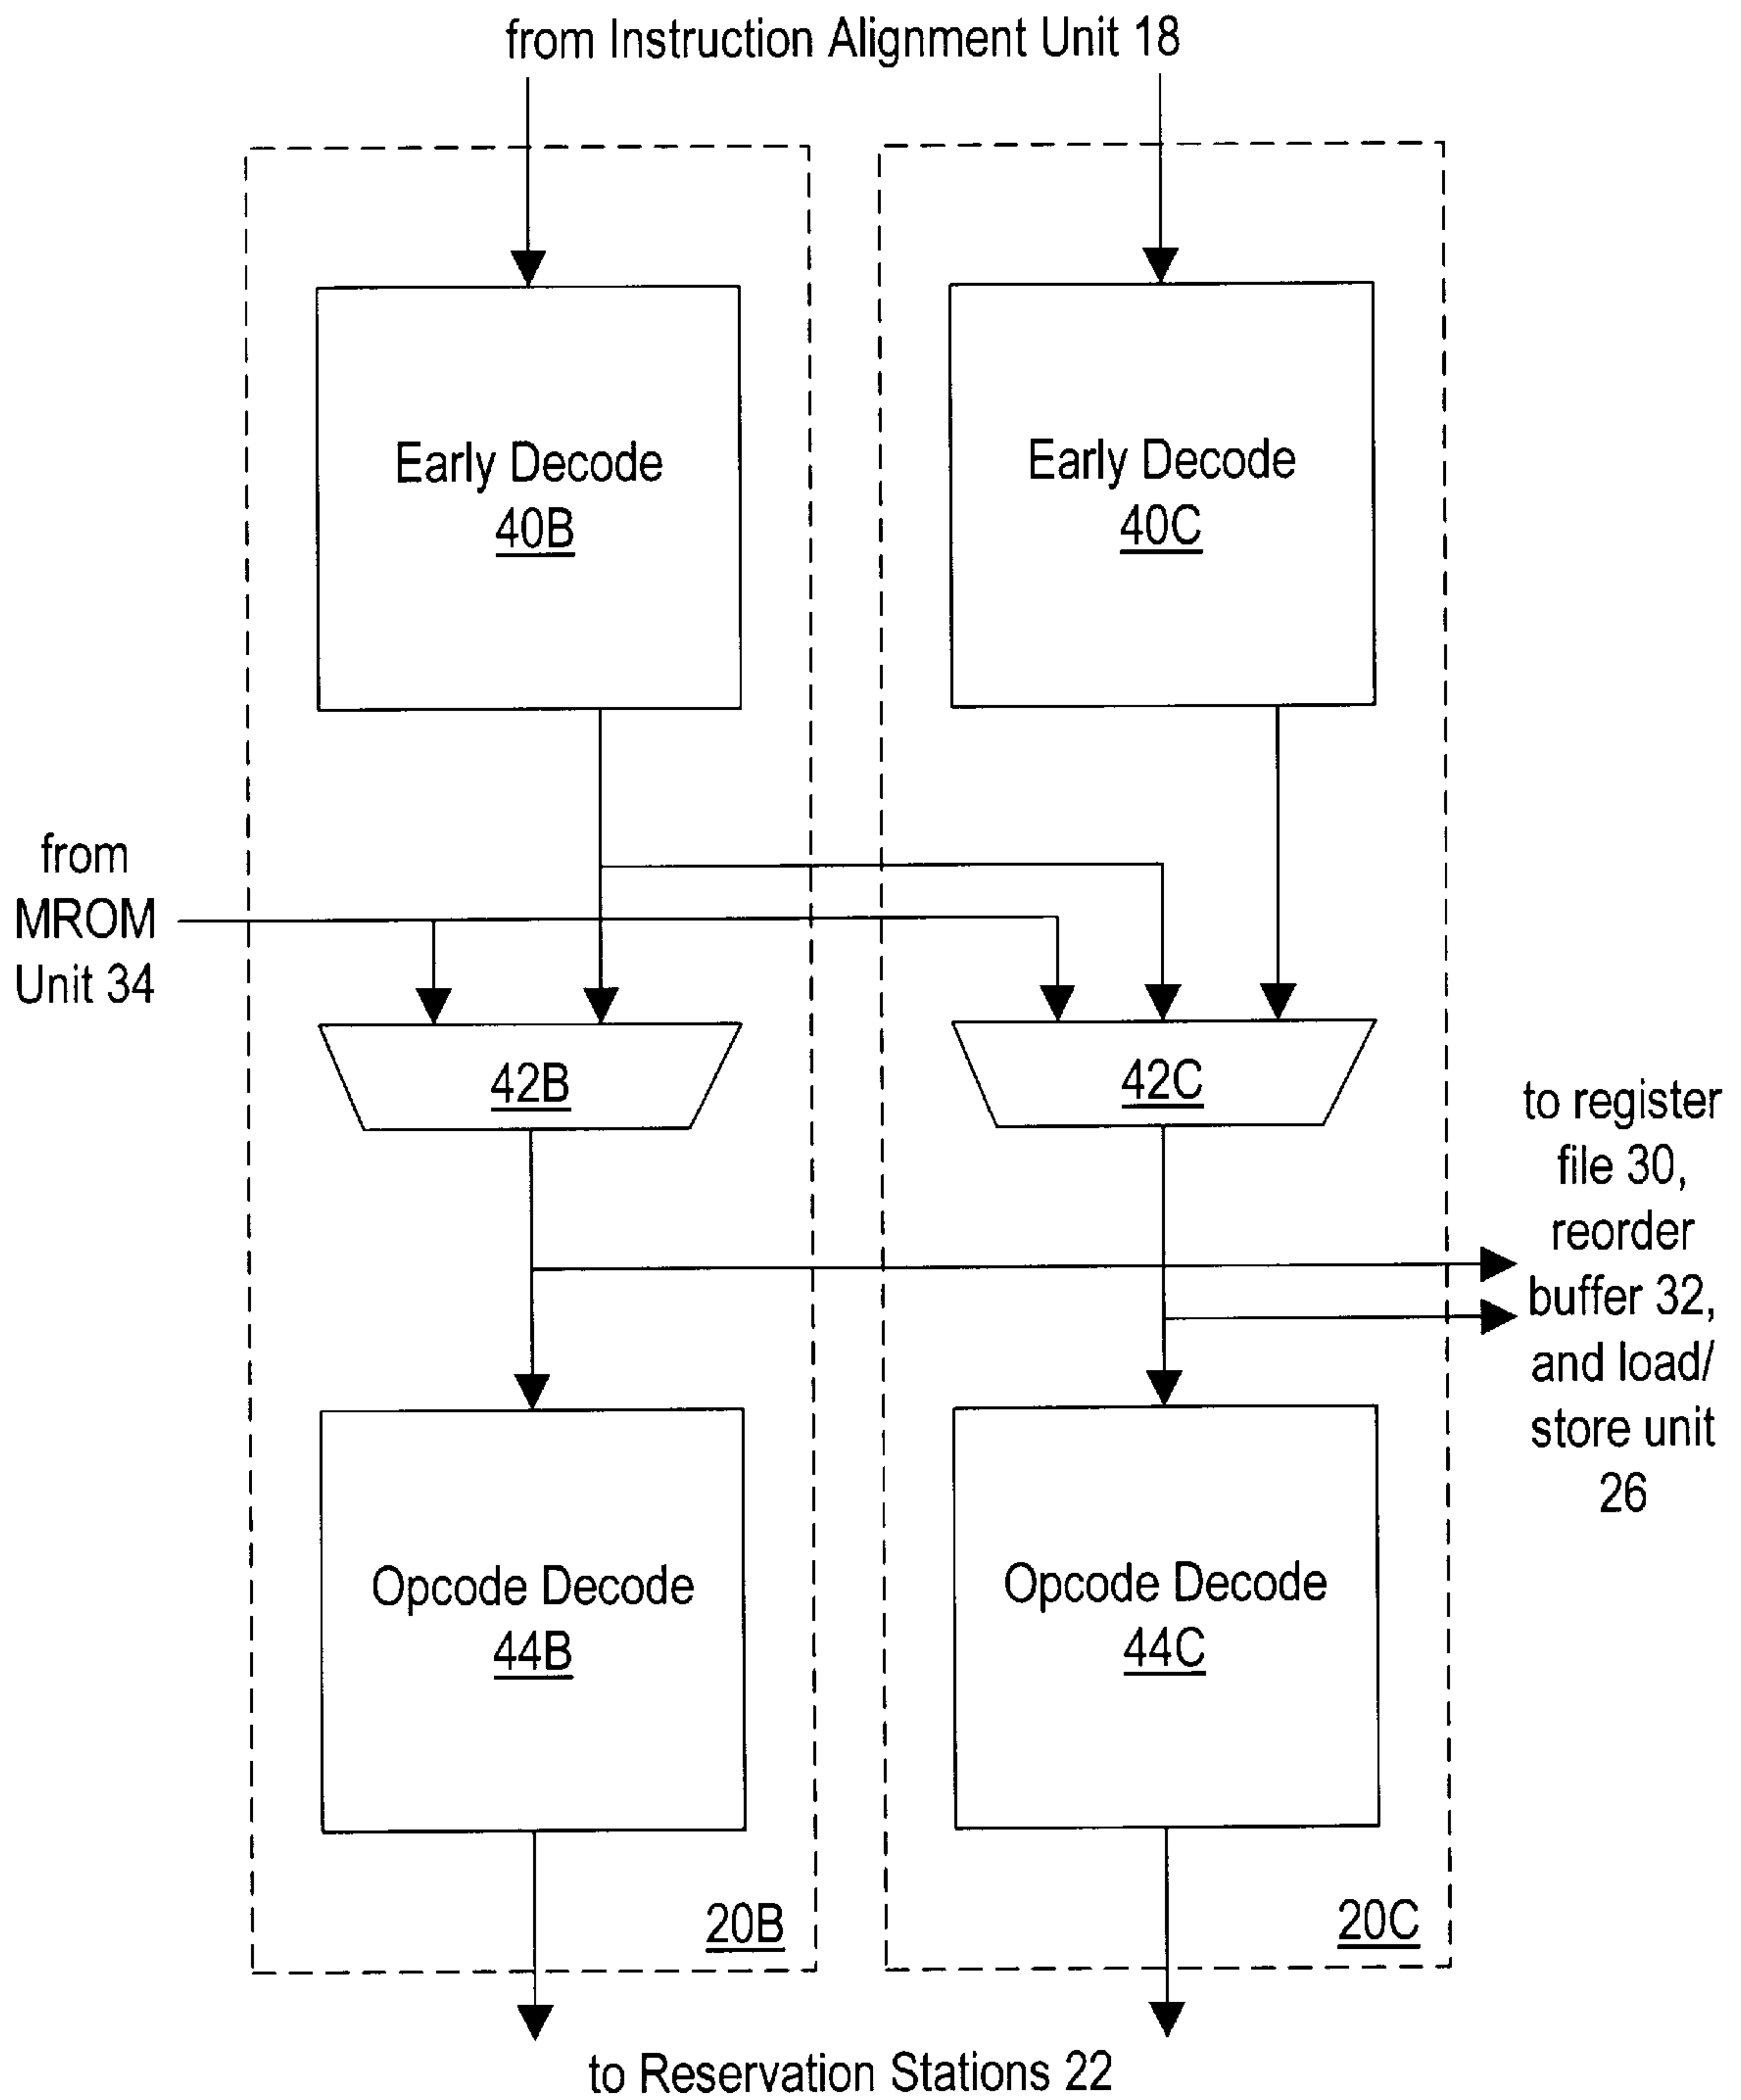 from Instruction Alignment Unit 18
Early Decode
40B
Early Decode
40C
from
MROM
Unit 34
42B
42C
to register
file 30,
reorder
buffer 32,
and load/
store unit
26
Opcode Decode
44B
Opcode Decode
44C
20B
20C
to Reservation Stations 22